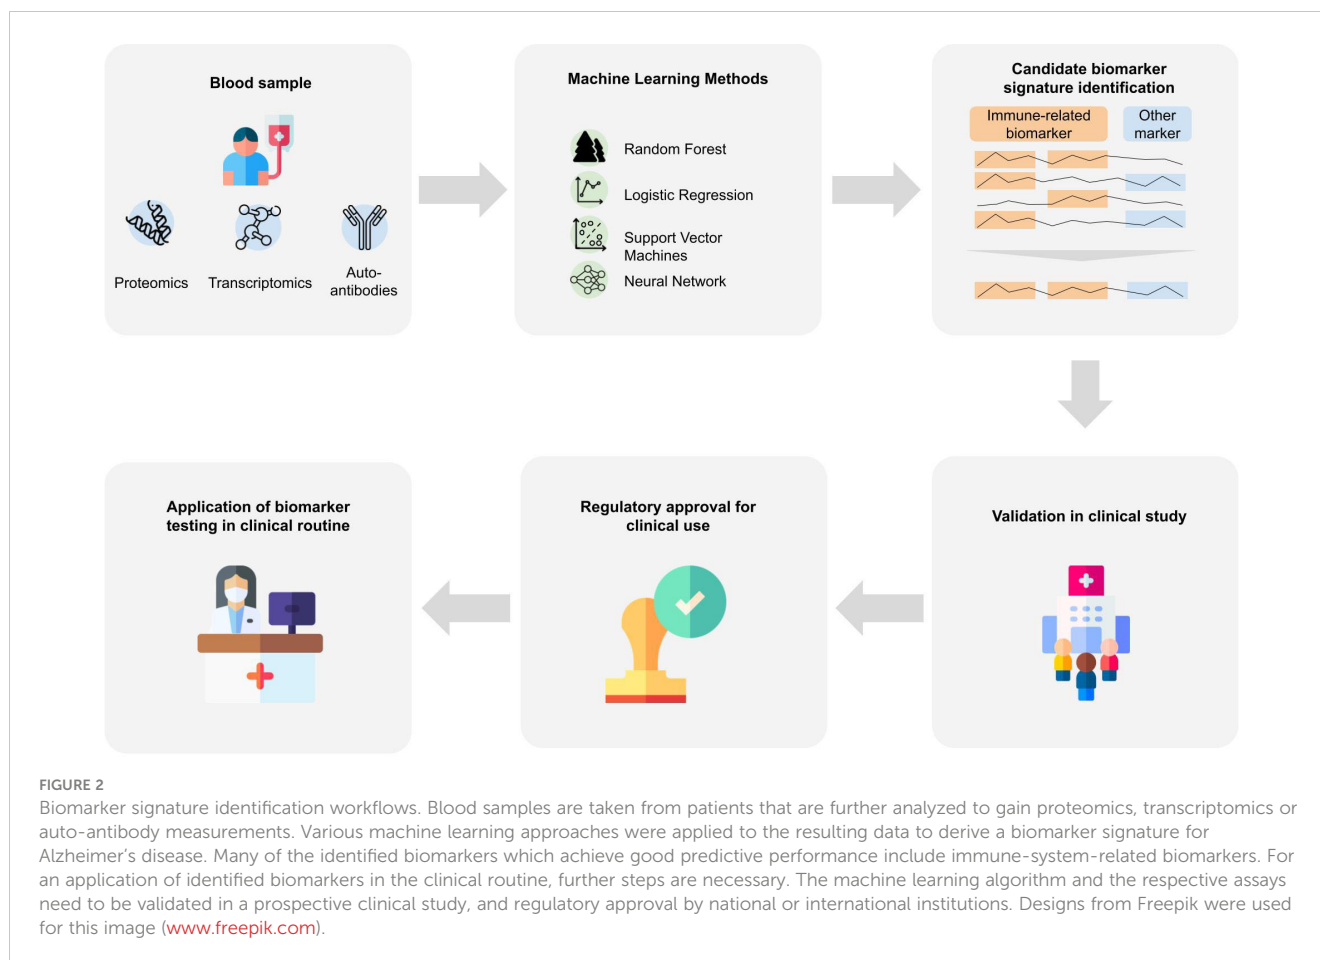 Blood sample
Proteomics
Transcriptomics
Auto-
antibodies
Machine Learning Methods
Random Forest
Logistic Regression
Support Vector
Machines
Neural Network
Candidate biomarker
signature identification
Immune-related
biomarker
Other
marker
Validation in clinical study
Regulatory approval for
clinical use
Application of biomarker
testing in clinical routine
FIGURE 2
Biomarker signature identification workflows. Blood samples are taken from patients that are further analyzed to gain proteomics, transcriptomics or
auto-antibody measurements. Various machine learning approaches were applied to the resulting data to derive a biomarker signature for
Alzheimer's disease. Many of the identified biomarkers which achieve good predictive performance include immune-system-related biomarkers. For
an application of identified biomarkers in the clinical routine, further steps are necessary. The machine learning algorithm and the respective assays
need to be validated in a prospective clinical study, and regulatory approval by national or international institutions. Designs from Freepik were used
for this image (www.freepik.com).